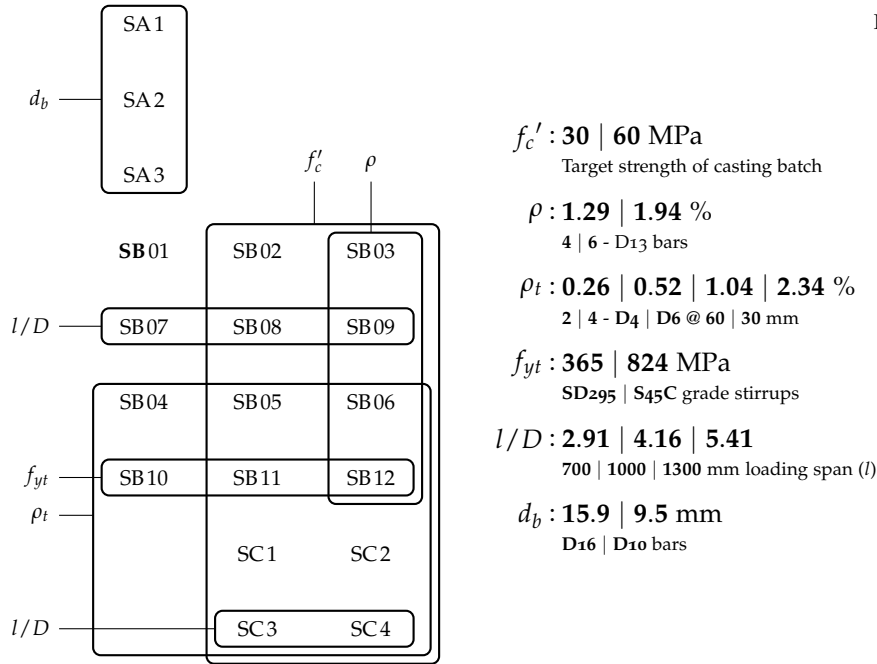 SA1
d_b SA2
SA3
f_c′ ρ
SB01 SB02 SB03
l/D SB07 SB08 SB09
SB04 SB05 SB06
f_yt SB10 SB11 SB12
ρ_t
SC1 SC2
l/D SC3 SC4
f_c′ : 30 | 60 MPa
Target strength of casting batch
ρ : 1.29 | 1.94 %
4 | 6 - D13 bars
ρ_t : 0.26 | 0.52 | 1.04 | 2.34 %
2 | 4 - D4 | D6 @ 60 | 30 mm
f_yt : 365 | 824 MPa
SD295 | S45C grade stirrups
l/D : 2.91 | 4.16 | 5.41
700 | 1000 | 1300 mm loading span (l)
d_b : 15.9 | 9.5 mm
D16 | D10 bars